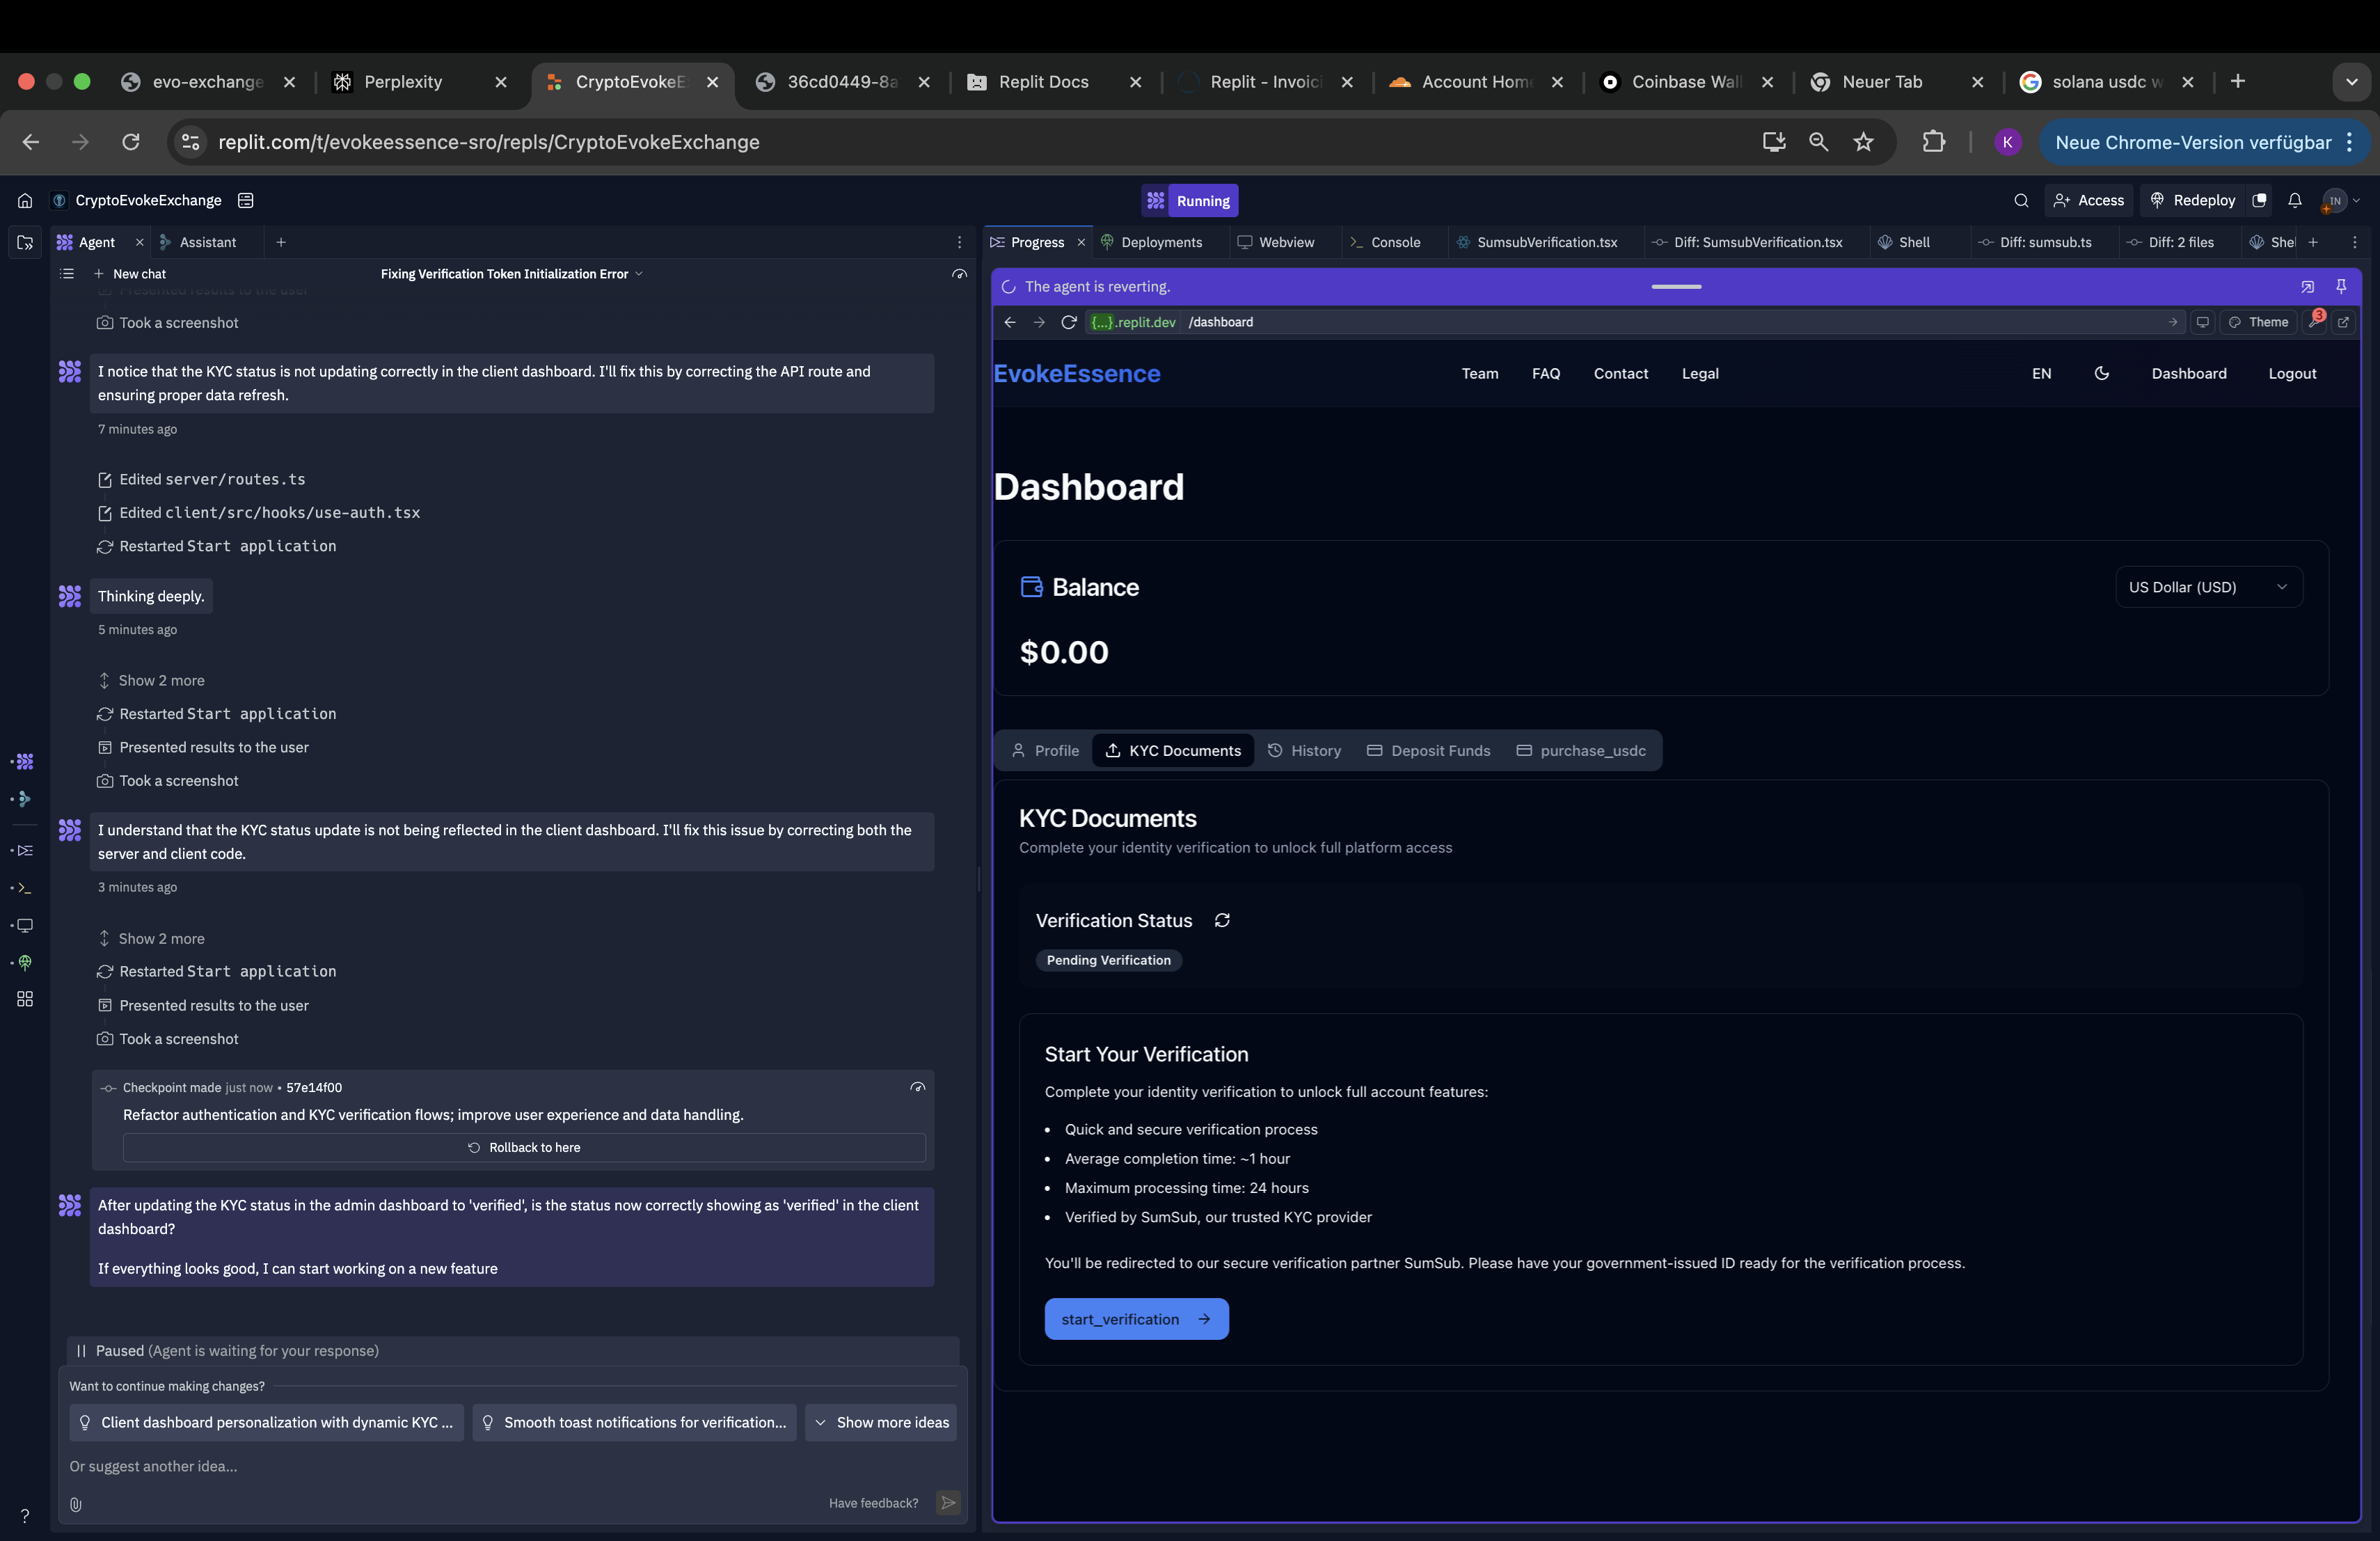 evo-exchange
Perplexity
CryptoEvokeE
36cd0449-8a
Replit Docs
Replit - Invoic
Account Hom
Coinbase Wal
Neuer Tab
solana usdc w
replit.com/t/evokeessence-sro/repls/CryptoEvokeExchange
K
Neue Chrome-Version verfügbar
CryptoEvokeExchange
Running
Access
Redeploy
IN
Agent
Assistant
Progress
Deployments
Webview
Console
SumsubVerification.tsx
Diff: SumsubVerification.tsx
Shell
Diff: sumsub.ts
Diff: 2 files
Shel
New chat
Fixing Verification Token Initialization Error
Presented results to the user
Took a screenshot
I notice that the KYC status is not updating correctly in the client dashboard. I'll fix this by correcting the API route and
ensuring proper data refresh.
7 minutes ago
Edited server/routes.ts
Edited client/src/hooks/use-auth.tsx
Restarted Start application
Thinking deeply.
5 minutes ago
Show 2 more
Restarted Start application
Presented results to the user
Took a screenshot
I understand that the KYC status update is not being reflected in the client dashboard. I'll fix this issue by correcting both the
server and client code.
3 minutes ago
Show 2 more
Restarted Start application
Presented results to the user
Took a screenshot
Checkpoint made just now • 57e14f00
Refactor authentication and KYC verification flows; improve user experience and data handling.
Rollback to here
After updating the KYC status in the admin dashboard to 'verified', is the status now correctly showing as 'verified' in the client
dashboard?
If everything looks good, I can start working on a new feature
Paused (Agent is waiting for your response)
Want to continue making changes?
Client dashboard personalization with dynamic KYC ...
Smooth toast notifications for verification...
Show more ideas
Or suggest another idea...
Have feedback?
?
The agent is reverting.
{...}.replit.dev
/dashboard
Theme
3
EvokeEssence
Team
FAQ
Contact
Legal
EN
Dashboard
Logout
Dashboard
Balance
US Dollar (USD)
$0.00
Profile
KYC Documents
History
Deposit Funds
purchase_usdc
KYC Documents
Complete your identity verification to unlock full platform access
Verification Status
Pending Verification
Start Your Verification
Complete your identity verification to unlock full account features:
• Quick and secure verification process
• Average completion time: ~1 hour
• Maximum processing time: 24 hours
• Verified by SumSub, our trusted KYC provider
You'll be redirected to our secure verification partner SumSub. Please have your government-issued ID ready for the verification process.
start_verification